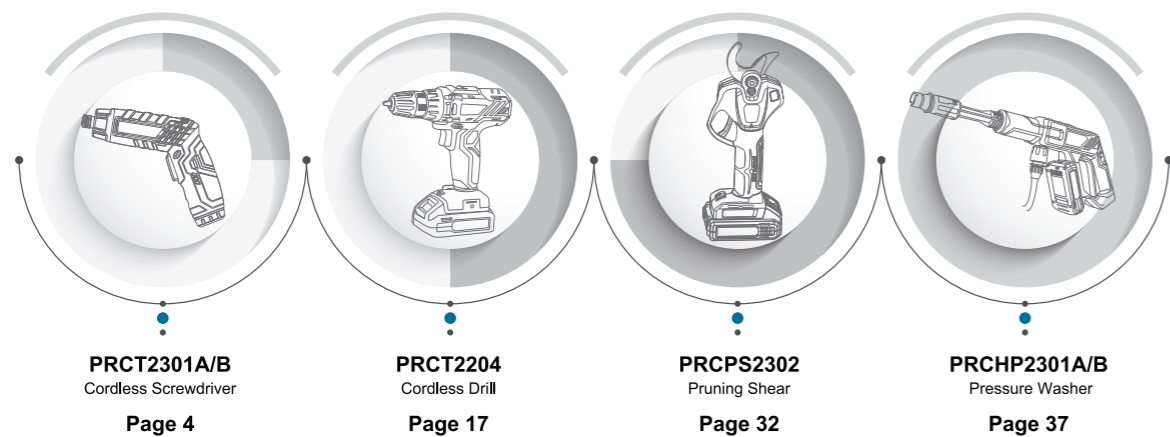 PRCT2301A/B
Cordless Screwdriver
Page 4
PRCT2204
Cordless Drill
Page 17
PRCPS2302
Pruning Shear
Page 32
PRCHP2301A/B
Pressure Washer
Page 37